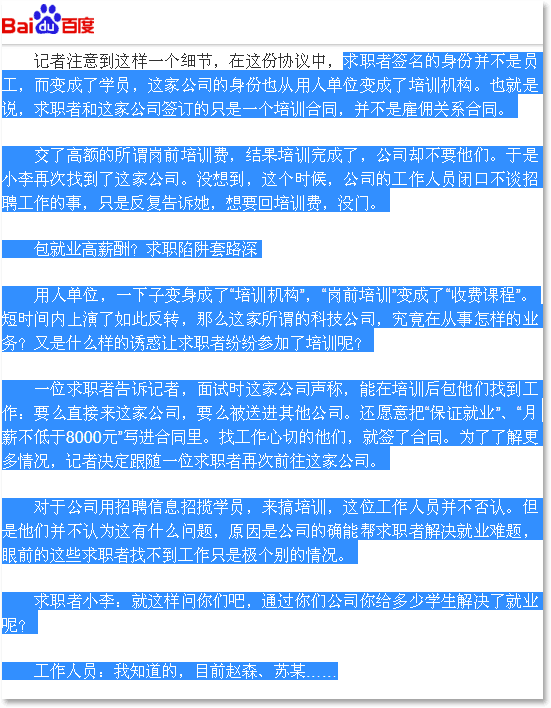 Bai du 百度
记者注意到这样一个细节，在这份协议中，求职者签名的身份并不是员
工，而变成了学员，这家公司的身份也从用人单位变成了培训机构。也就是
说，求职者和这家公司签订的只是一个培训合同，并不是雇佣关系合同。
交了高额的所谓岗前培训费，结果培训完成了，公司却不要他们。于是
小李再次找到了这家公司。没想到，这个时候，公司的工作人员闭口不谈招
聘工作的事，只是反复告诉她，想要回培训费，没门。
包就业高薪酬？求职陷阱套路深
用人单位，一下子变身成了“培训机构”，“岗前培训”变成了“收费课程”。
短时间内上演了如此反转，那么这家所谓的科技公司，究竟在从事怎样的业
务？又是什么样的诱惑让求职者纷纷参加了培训呢？
一位求职者告诉记者，面试时这家公司声称，能在培训后包他们找到工
作：要么直接来这家公司，要么被送进其他公司。还愿意把“保证就业”、“月
薪不低于8000元”写进合同里。找工作心切的他们，就签了合同。为了了解更
多情况，记者决定跟随一位求职者再次前往这家公司。
对于公司用招聘信息招揽学员，来搞培训，这位工作人员并不否认。但
是他们并不认为这有什么问题，原因是公司的确能帮求职者解决就业难题，
眼前的这些求职者找不到工作只是极个别的情况。
求职者小李：就这样问你们吧，通过你们公司你给多少学生解决了就业
呢？
工作人员：我知道的，目前赵森、苏某……